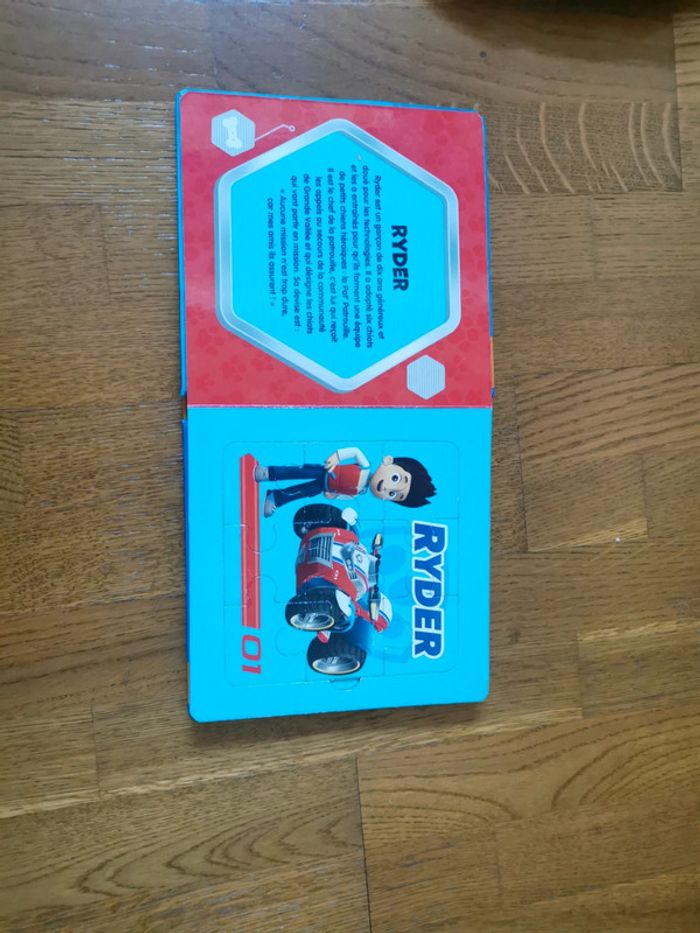 RYDER
Ryder est un garçon de dix ans généreux et
doué pour les technologies. Il a adopté six chiots
et les a entraînés pour qu'ils forment une équipe
de petits chiens héroïques : la Pat' Patrouille.
Il est le chef de la patrouille, c'est lui qui reçoit
les appels au secours de la communauté
de Grande Vallée et qui désigne les chiots
qui vont partir en mission. Sa devise est :
« Aucune mission n'est trop dure,
car mes amis ils assurent ! »
RYDER
01